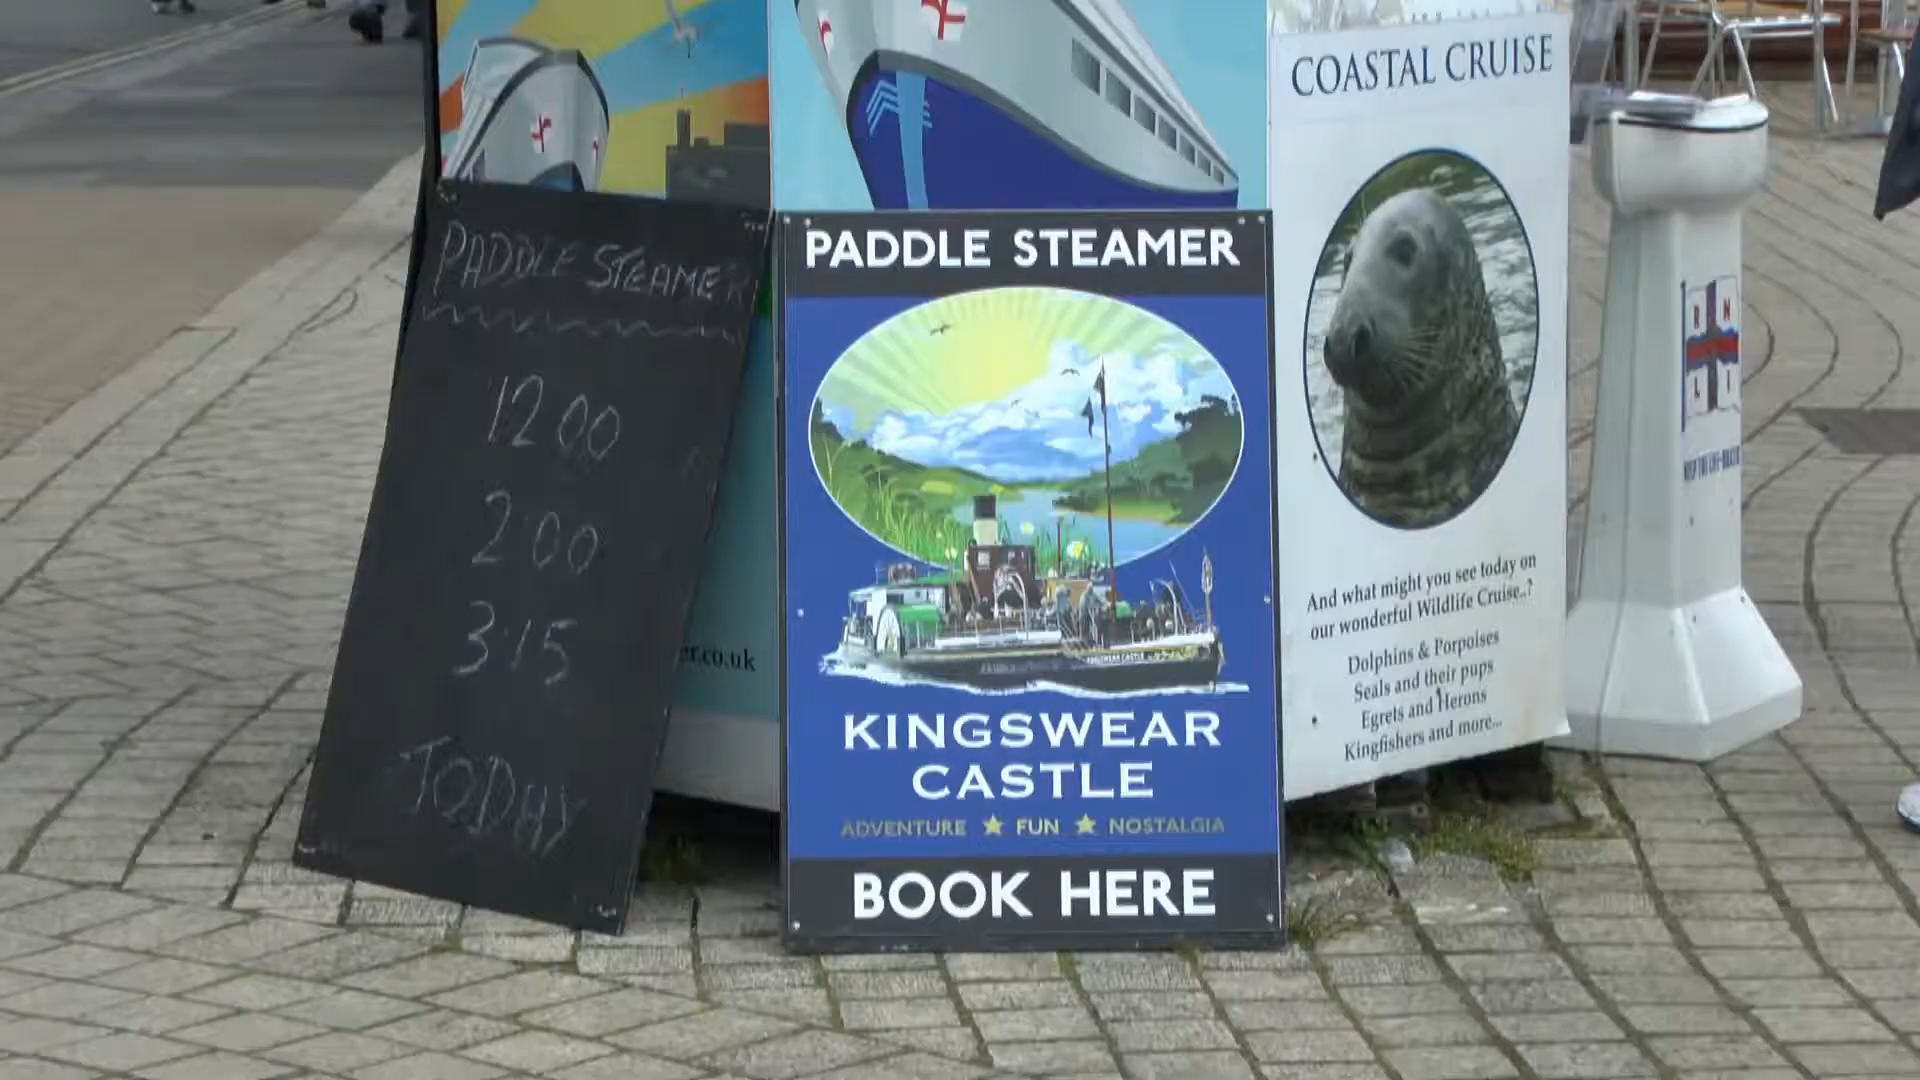 PADDLE STEAMER
12 00
2:00
3:15
TODAY
er.co.uk
PADDLE STEAMER
KINGSWEAR CASTLE
KINGSWEAR
CASTLE
ADVENTURE ★ FUN ★ NOSTALGIA
BOOK HERE
COASTAL CRUISE
And what might you see today on
our wonderful Wildlife Cruise..?
Dolphins & Porpoises
Seals and their pups
Egrets and Herons
Kingfishers and more...
R N
L I